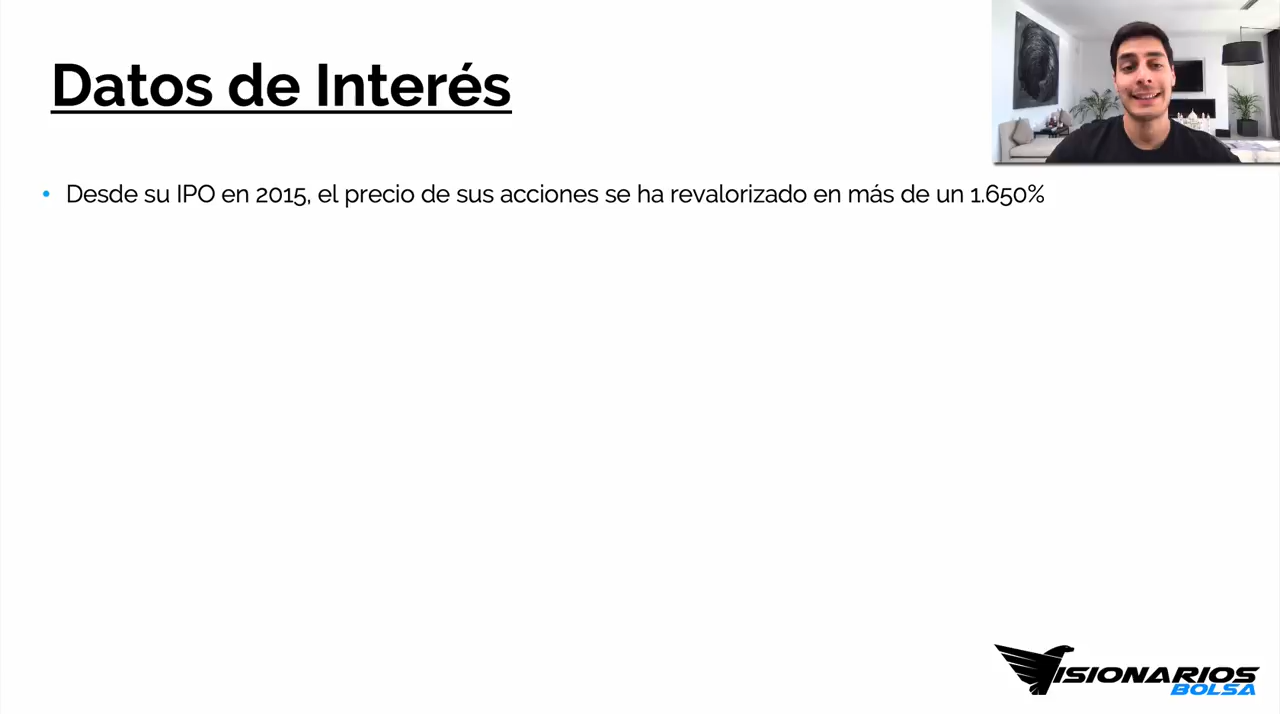 Datos de Interés
• Desde su IPO en 2015, el precio de sus acciones se ha revalorizado en más de un 1.650%
VISIONARIOS
BOLSA